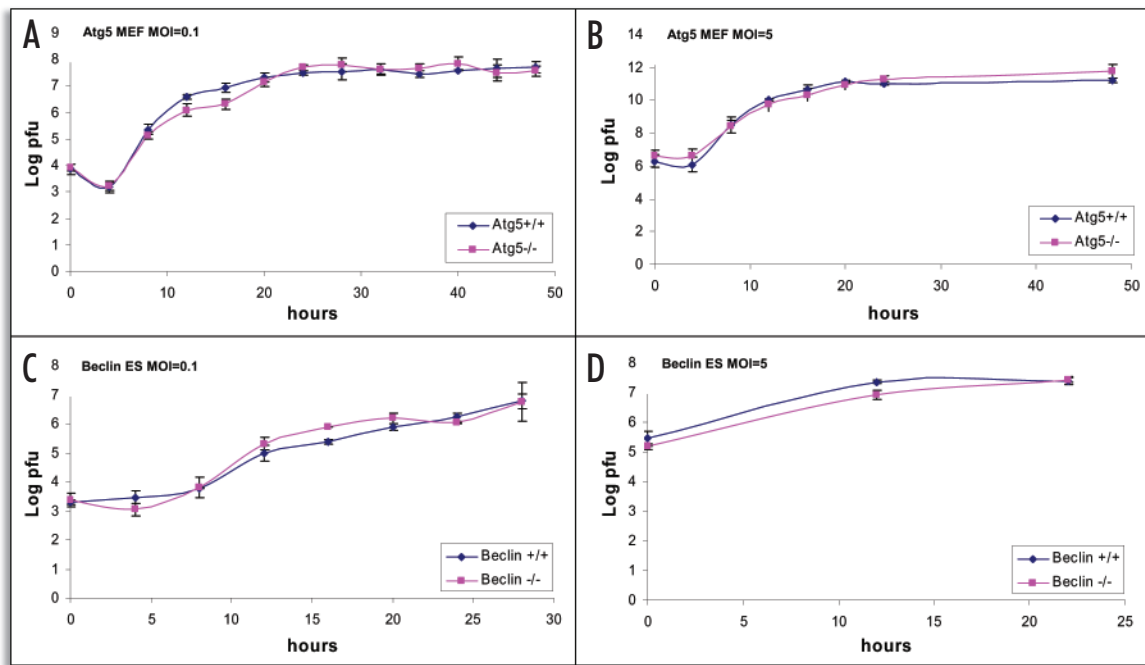 A
Atg5 MEF MOI=0.1
9
8
7
6
5
4
3
2
1
0
Log pfu
0 10 20 30 40 50
hours
Atg5+/+
Atg5-/-
B
Atg5 MEF MOI=5
14
12
10
8
6
4
2
0
Log pfu
0 10 20 30 40 50
hours
Atg5+/+
Atg5-/-
C
Beclin ES MOI=0.1
8
7
6
5
4
3
2
1
0
Log pfu
0 5 10 15 20 25 30
hours
Beclin +/+
Beclin -/-
D
Beclin ES MOI=5
8
7
6
5
4
3
2
1
0
Log pfu
0 5 10 15 20 25
hours
Beclin +/+
Beclin -/-